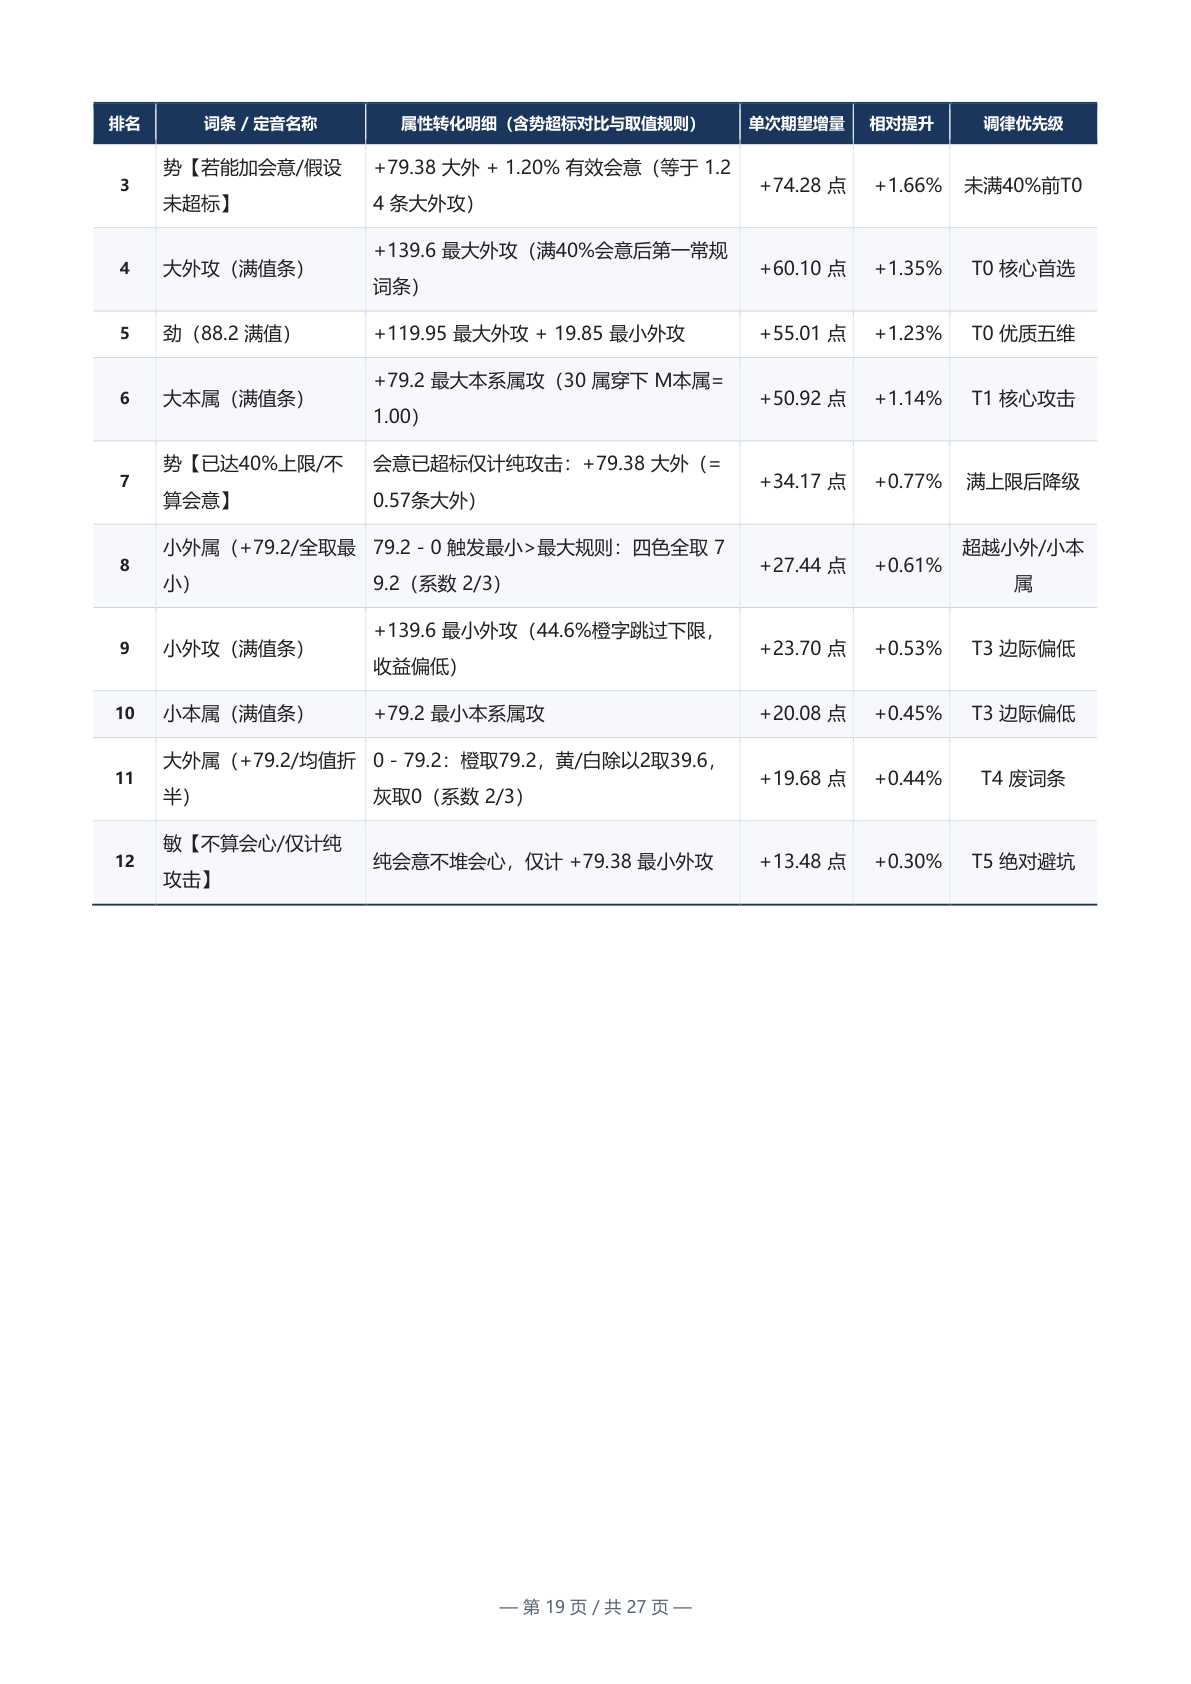 排名 词条 / 定音名称 属性转化明细（含势超标对比与取值规则） 单次期望增量 相对提升 调律优先级
3 势【若能加会意/假设 +79.38 大外 + 1.20% 有效会意（等于 1.2 +74.28 点 +1.66% 未满40%前T0
未超标】 4 条大外攻）
4 大外攻（满值条） +139.6 最大外攻（满40%会意后第一常规 +60.10 点 +1.35% T0 核心首选
词条）
5 劲（88.2 满值） +119.95 最大外攻 + 19.85 最小外攻 +55.01 点 +1.23% T0 优质五维
6 大本属（满值条） +79.2 最大本系属攻（30 属穿下 M本属= +50.92 点 +1.14% T1 核心攻击
1.00）
7 势【已达40%上限/不 会意已超标仅计纯攻击：+79.38 大外（= +34.17 点 +0.77% 满上限后降级
算会意】 0.57条大外）
8 小外属（+79.2/全取最 79.2 - 0 触发最小>最大规则：四色全取 7 +27.44 点 +0.61% 超越小外/小本
小） 9.2（系数 2/3） 属
9 小外攻（满值条） +139.6 最小外攻（44.6%橙字跳过下限， +23.70 点 +0.53% T3 边际偏低
收益偏低）
10 小本属（满值条） +79.2 最小本系属攻 +20.08 点 +0.45% T3 边际偏低
11 大外属（+79.2/均值折 0 - 79.2：橙取79.2，黄/白除以2取39.6， +19.68 点 +0.44% T4 废词条
半） 灰取0（系数 2/3）
12 敏【不算会心/仅计纯 纯会意不堆会心，仅计 +79.38 最小外攻 +13.48 点 +0.30% T5 绝对避坑
攻击】
— 第 19 页 / 共 27 页 —